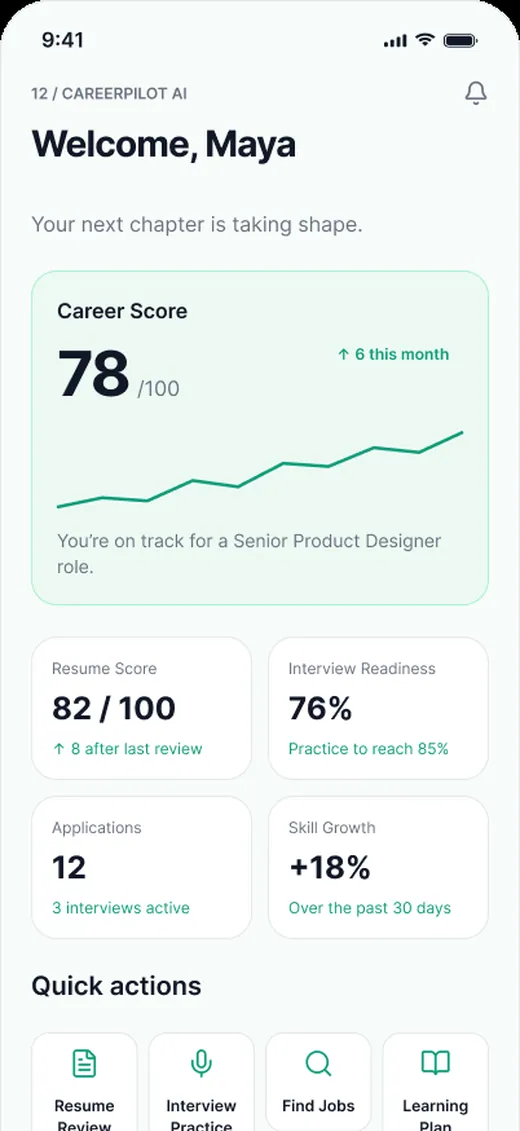 9:41
12 / CAREERPILOT AI
Welcome, Maya
Your next chapter is taking shape.
Career Score
78 /100
↑ 6 this month
You’re on track for a Senior Product Designer
role.
Resume Score
82 / 100
↑ 8 after last review
Interview Readiness
76%
Practice to reach 85%
Applications
12
3 interviews active
Skill Growth
+18%
Over the past 30 days
Quick actions
Resume
Review
Interview
Practice
Find Jobs
Learning
Plan